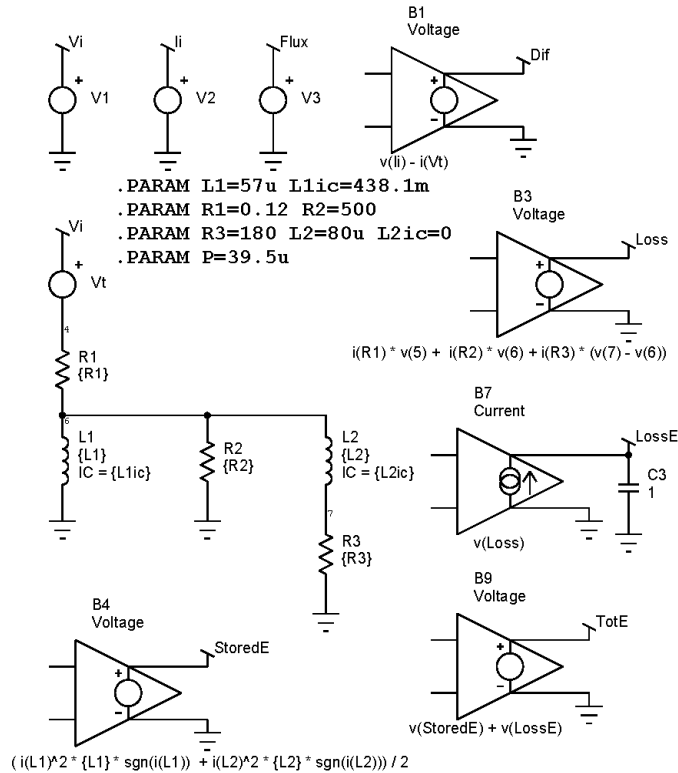 Vi
Ii
Flux
B1
Voltage
Dif
+
V1
+
V2
+
V3
+
−
v(Ii) - i(Vt)
.PARAM L1=57u L1ic=438.1m
.PARAM R1=0.12 R2=500
.PARAM R3=180 L2=80u L2ic=0
.PARAM P=39.5u
B3
Voltage
Loss
+
−
i(R1) * v(5) + i(R2) * v(6) + i(R3) * (v(7) - v(6))
Vi
+
Vt
4
R1
{R1}
6
L1
{L1}
IC = {L1ic}
R2
{R2}
L2
{L2}
IC = {L2ic}
7
R3
{R3}
B7
Current
LossE
C3
1
v(Loss)
B4
Voltage
StoredE
+
−
( i(L1)^2 * {L1} * sgn(i(L1)) + i(L2)^2 * {L2} * sgn(i(L2))) / 2
B9
Voltage
TotE
+
−
v(StoredE) + v(LossE)